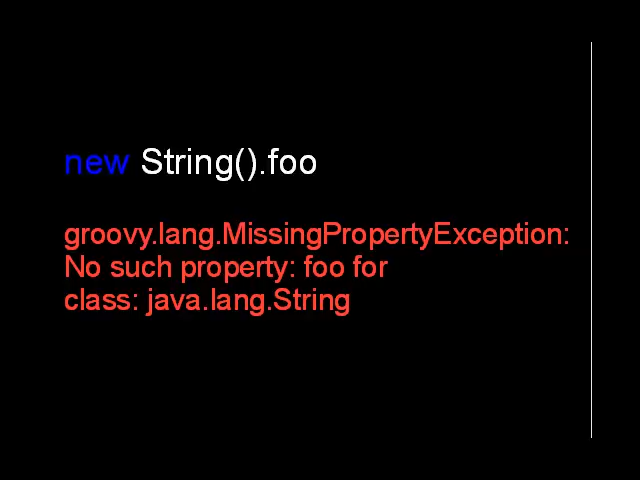 new String().foo
groovy.lang.MissingPropertyException:
No such property: foo for
class: java.lang.String